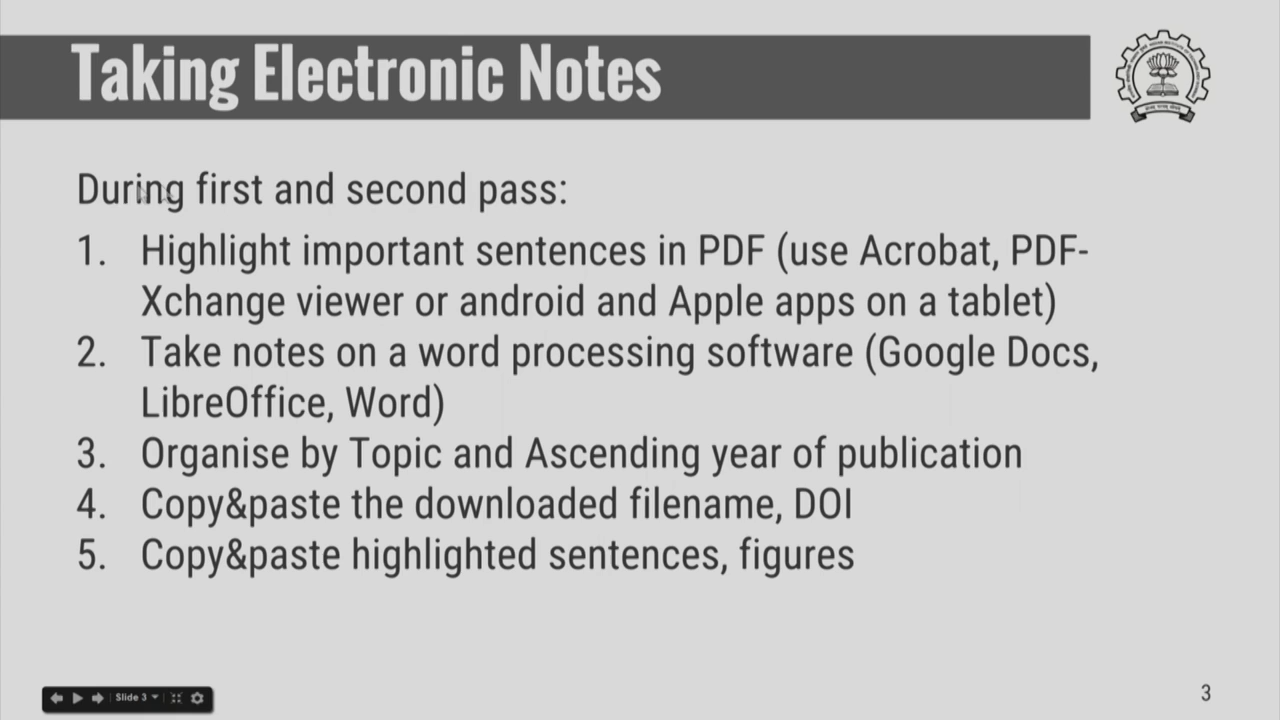 Taking Electronic Notes
During first and second pass:
1. Highlight important sentences in PDF (use Acrobat, PDF-
Xchange viewer or android and Apple apps on a tablet)
2. Take notes on a word processing software (Google Docs,
LibreOffice, Word)
3. Organise by Topic and Ascending year of publication
4. Copy&paste the downloaded filename, DOI
5. Copy&paste highlighted sentences, figures
Slide 3
3